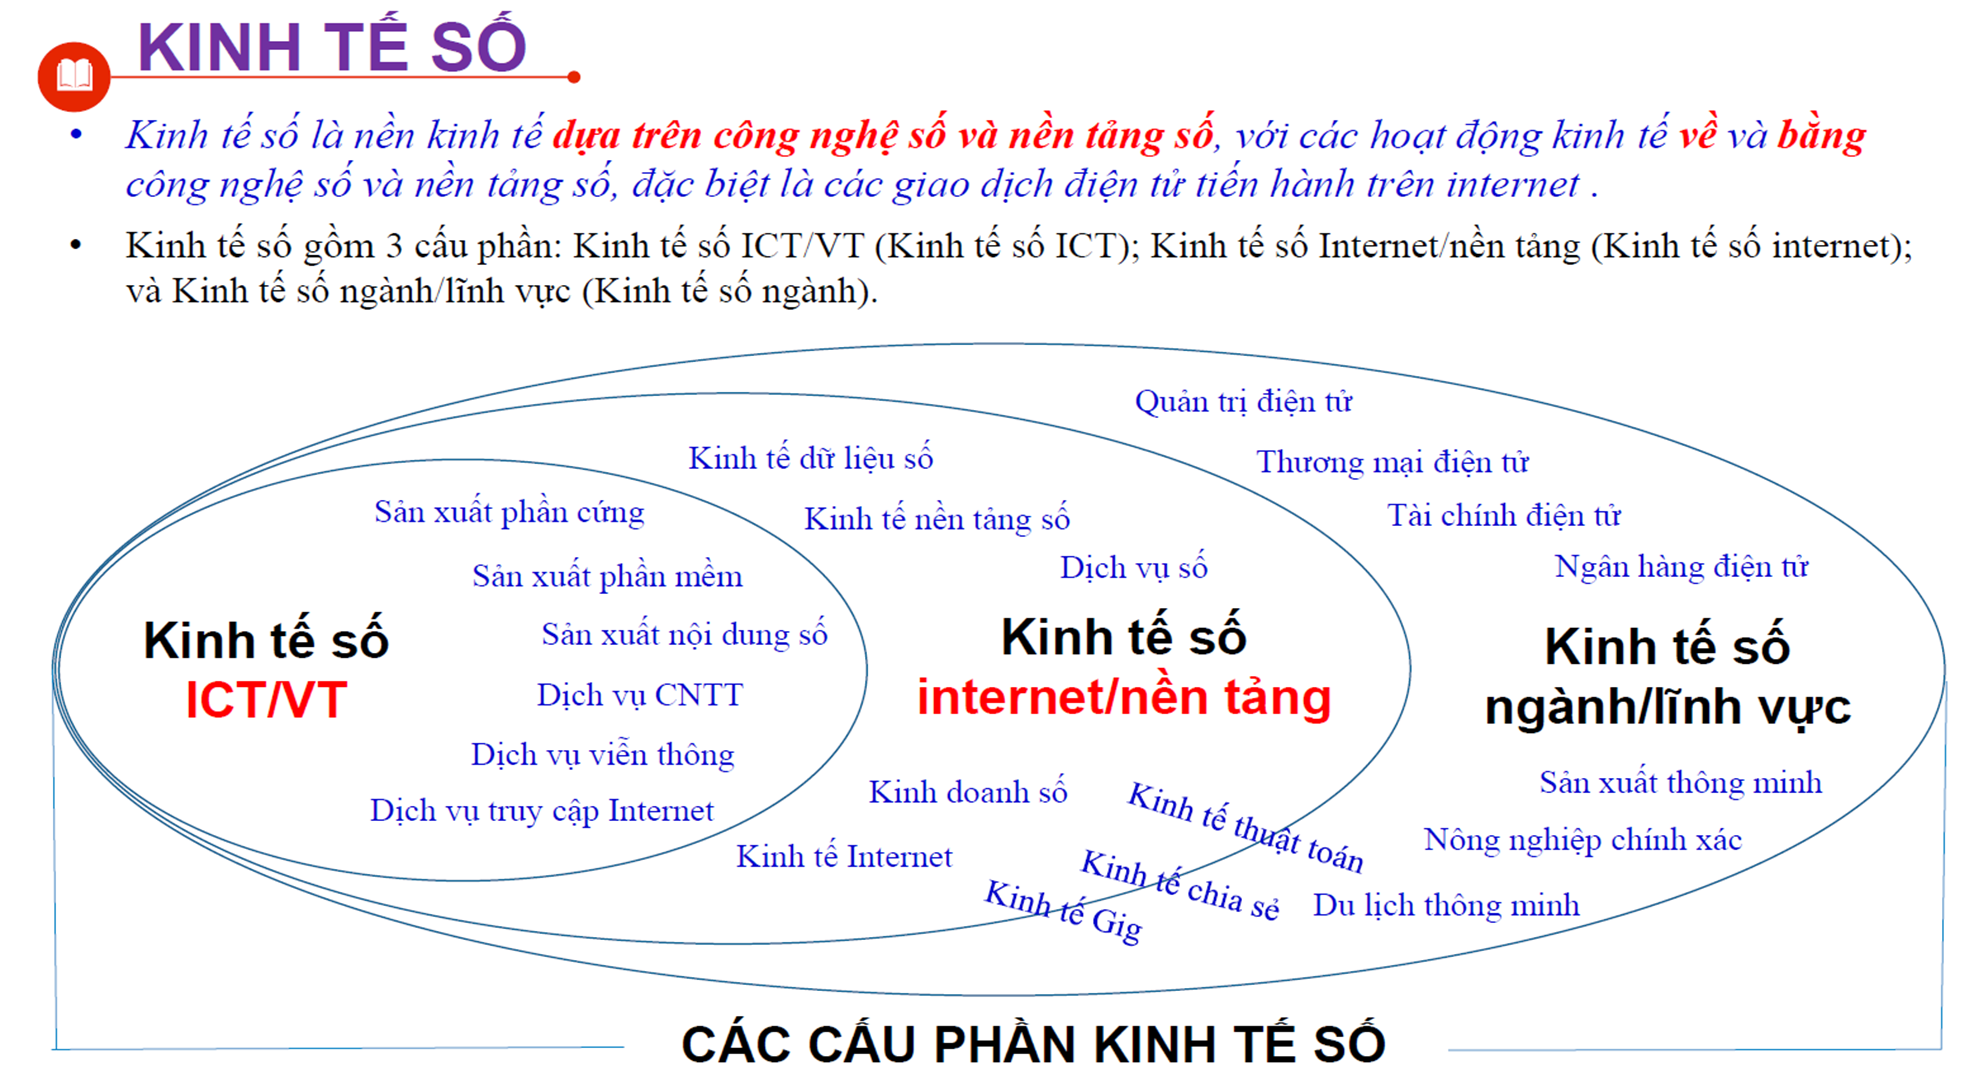 KINH TẾ SỐ
• Kinh tế số là nền kinh tế dựa trên công nghệ số và nền tảng số, với các hoạt động kinh tế về và bằng
công nghệ số và nền tảng số, đặc biệt là các giao dịch điện tử tiến hành trên internet .
• Kinh tế số gồm 3 cấu phần: Kinh tế số ICT/VT (Kinh tế số ICT); Kinh tế số Internet/nền tảng (Kinh tế số internet);
và Kinh tế số ngành/lĩnh vực (Kinh tế số ngành).
Kinh tế số
ICT/VT
Sản xuất phần cứng
Sản xuất phần mềm
Sản xuất nội dung số
Dịch vụ CNTT
Dịch vụ viễn thông
Dịch vụ truy cập Internet
Kinh tế dữ liệu số
Kinh tế nền tảng số
Dịch vụ số
Kinh tế số
internet/nền tảng
Kinh doanh số
Kinh tế Internet
Kinh tế thuật toán
Kinh tế chia sẻ
Kinh tế Gig
Quản trị điện tử
Thương mại điện tử
Tài chính điện tử
Ngân hàng điện tử
Kinh tế số
ngành/lĩnh vực
Sản xuất thông minh
Nông nghiệp chính xác
Du lịch thông minh
CÁC CẤU PHẦN KINH TẾ SỐ